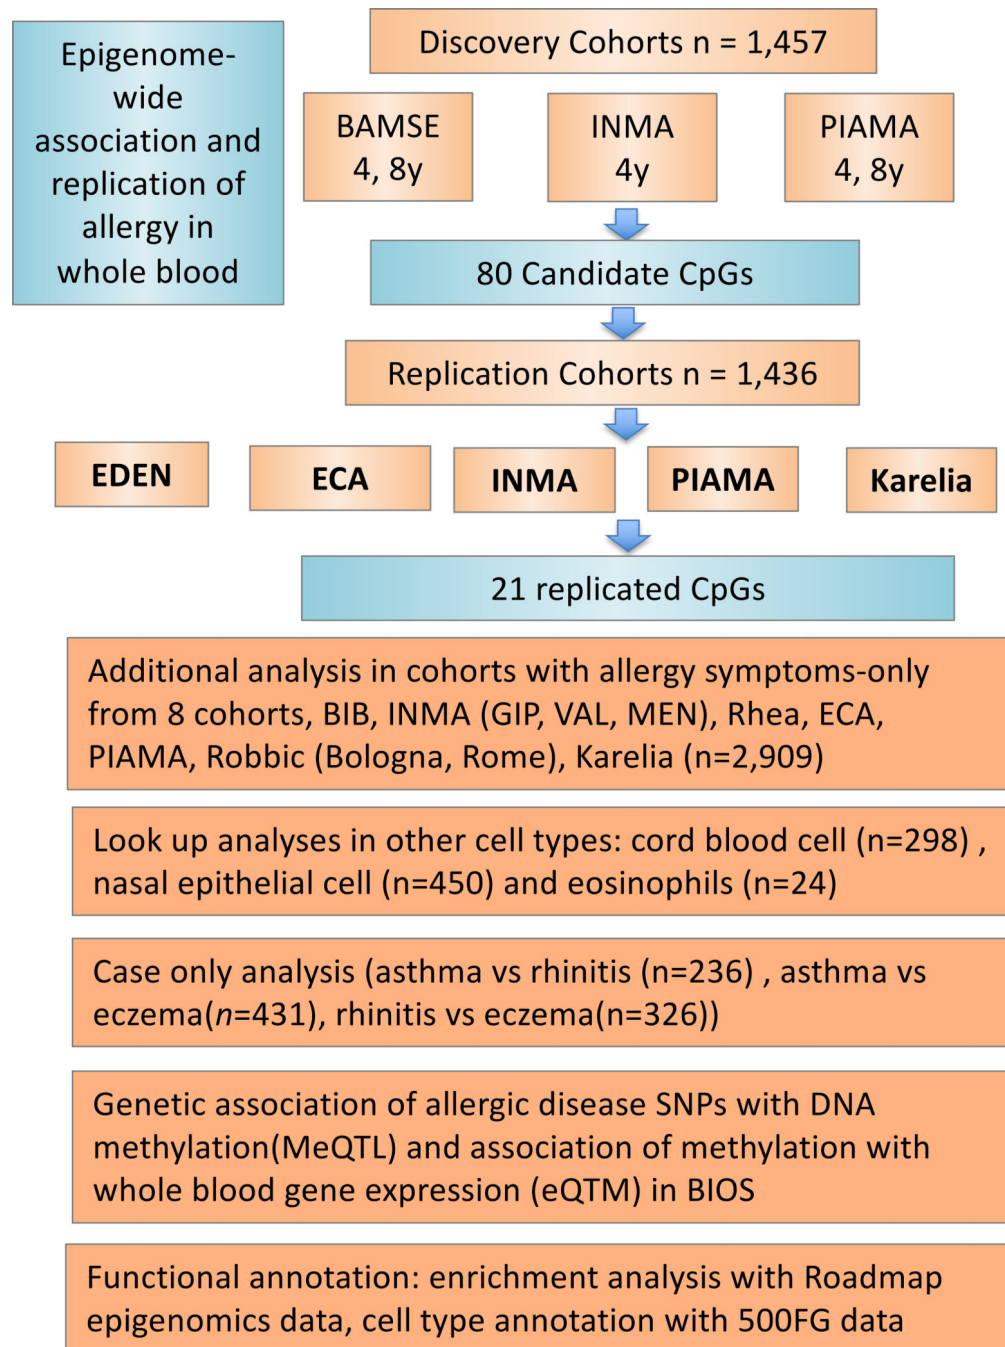 Epigenome-
wide
association and
replication of
allergy in
whole blood
Discovery Cohorts n = 1,457
BAMSE
4, 8y
INMA
4y
PIAMA
4, 8y
80 Candidate CpGs
Replication Cohorts n = 1,436
EDEN
ECA
INMA
PIAMA
Karelia
21 replicated CpGs
Additional analysis in cohorts with allergy symptoms-only
from 8 cohorts, BIB, INMA (GIP, VAL, MEN), Rhea, ECA,
PIAMA, Robbic (Bologna, Rome), Karelia (n=2,909)
Look up analyses in other cell types: cord blood cell (n=298) ,
nasal epithelial cell (n=450) and eosinophils (n=24)
Case only analysis (asthma vs rhinitis (n=236) , asthma vs
eczema(n=431), rhinitis vs eczema(n=326))
Genetic association of allergic disease SNPs with DNA
methylation(MeQTL) and association of methylation with
whole blood gene expression (eQTM) in BIOS
Functional annotation: enrichment analysis with Roadmap
epigenomics data, cell type annotation with 500FG data